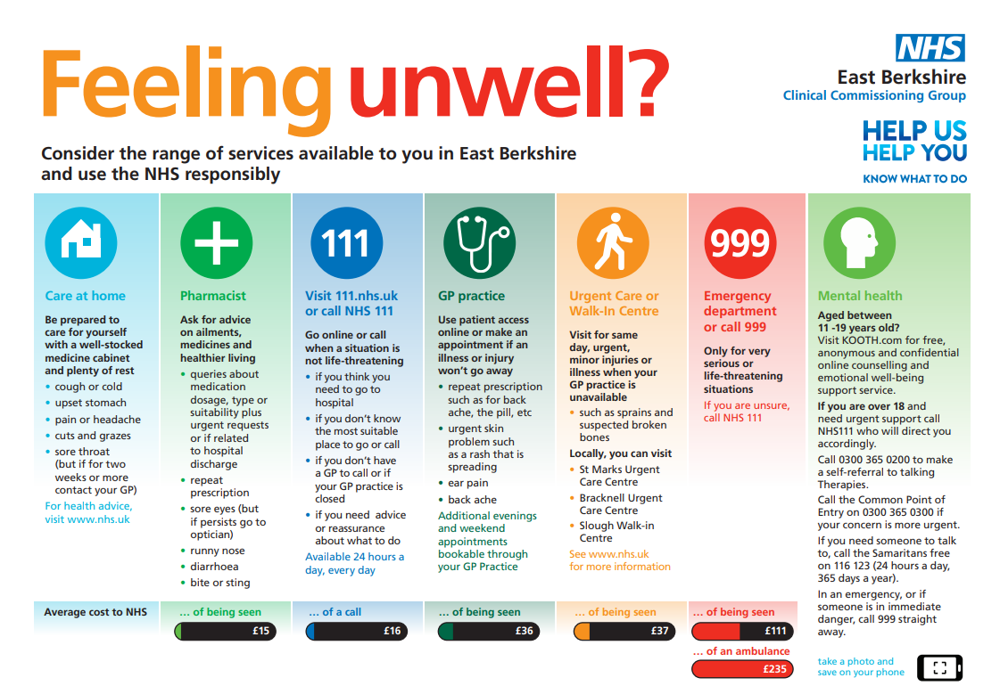 Feeling unwell?
NHS
East Berkshire
Clinical Commissioning Group
HELP US
HELP YOU
KNOW WHAT TO DO
Consider the range of services available to you in East Berkshire
and use the NHS responsibly
Care at home
Be prepared to
care for yourself
with a well-stocked
medicine cabinet
and plenty of rest
• cough or cold
• upset stomach
• pain or headache
• cuts and grazes
• sore throat
(but if for two
weeks or more
contact your GP)
For health advice,
visit www.nhs.uk
Pharmacist
Ask for advice
on ailments,
medicines and
healthier living
• queries about
medication
dosage, type or
suitability plus
urgent requests
or if related
to hospital
discharge
• repeat
prescription
• sore eyes (but
if persists go to
optician)
• runny nose
• diarrhoea
• bite or sting
111
Visit 111.nhs.uk
or call NHS 111
Go online or call
when a situation is
not life-threatening
• if you think you
need to go to
hospital
• if you don't know
the most suitable
place to go or call
• if you don't have
a GP to call or if
your GP practice is
closed
• if you need advice
or reassurance
about what to do
Available 24 hours a
day, every day
GP practice
Use patient access
online or make an
appointment if an
illness or injury
won't go away
• repeat prescription
such as for back
ache, the pill, etc
• urgent skin
problem such
as a rash that is
spreading
• ear pain
• back ache
Additional evenings
and weekend
appointments
bookable through
your GP Practice
Urgent Care or
Walk-In Centre
Visit for same
day, urgent,
minor injuries or
illness when your
GP practice is
unavailable
• such as sprains and
suspected broken
bones
Locally, you can visit
• St Marks Urgent
Care Centre
• Bracknell Urgent
Care Centre
• Slough Walk-in
Centre
See www.nhs.uk
for more information
999
Emergency
department
or call 999
Only for very
serious or
life-threatening
situations
If you are unsure,
call NHS 111
Mental health
Aged between
11 -19 years old?
Visit KOOTH.com for free,
anonymous and confidential
online counselling and
emotional well-being
support service.
If you are over 18 and
need urgent support call
NHS111 who will direct you
accordingly.
Call 0300 365 0200 to make
a self-referral to talking
Therapies.
Call the Common Point of
Entry on 0300 365 0300 if
your concern is more urgent.
If you need someone to talk
to, call the Samaritans free
on 116 123 (24 hours a day,
365 days a year).
In an emergency, or if
someone is in immediate
danger, call 999 straight
away.
Average cost to NHS
... of being seen
£15
... of a call
£16
... of being seen
£36
... of being seen
£37
... of being seen
£111
... of an ambulance
£235
take a photo and
save on your phone